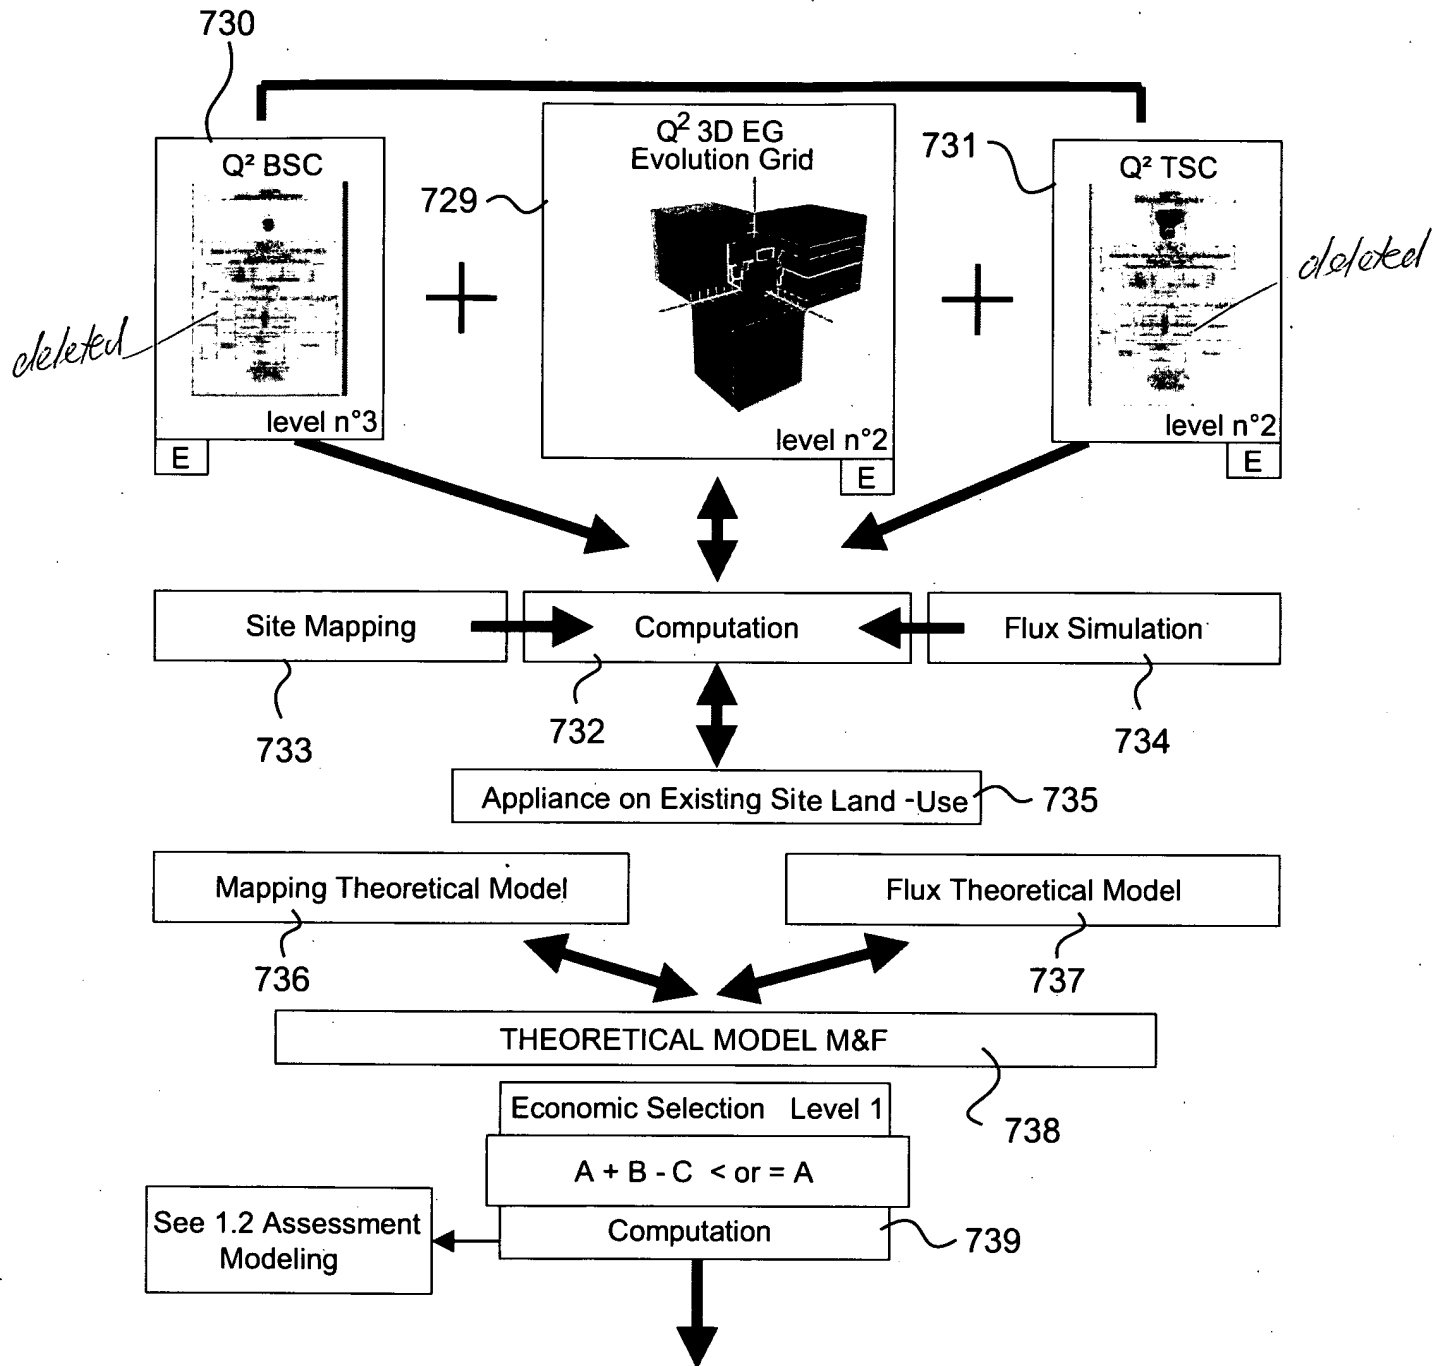 730
Q² BSC
deleted
level n°3
E
729
Q² 3D EG
Evolution Grid
level n°2
E
731
Q² TSC
deleted
level n°2
E
Site Mapping
Computation
Flux Simulation
733
732
734
Appliance on Existing Site Land -Use
735
Mapping Theoretical Model
Flux Theoretical Model
736
737
THEORETICAL MODEL M&F
738
Economic Selection Level 1
A + B - C < or = A
Computation
739
See 1.2 Assessment
Modeling